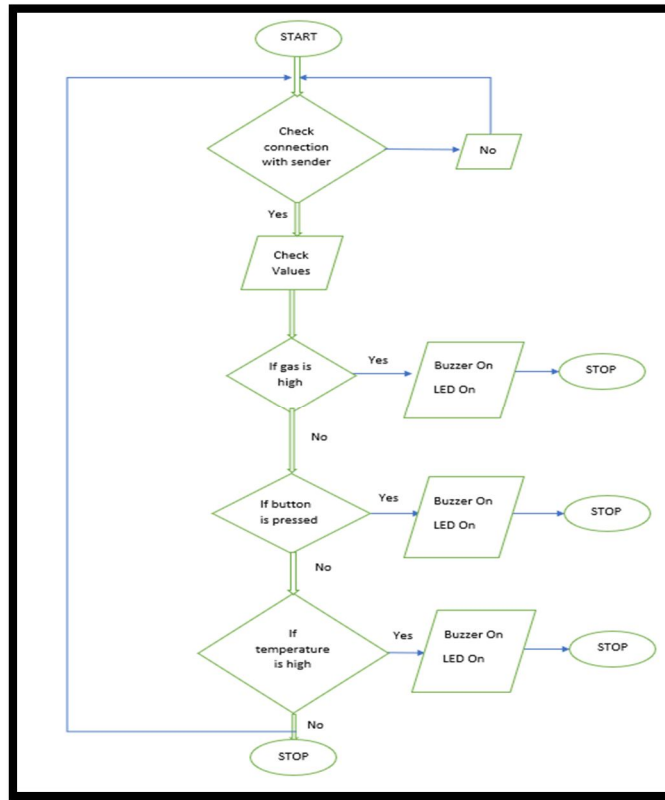 START
Check
connection
with sender
No
Yes
Check
Values
If gas is
high
Yes
Buzzer On
LED On
STOP
No
If button
is pressed
Yes
Buzzer On
LED On
STOP
No
If
temperature
is high
Yes
Buzzer On
LED On
STOP
No
STOP